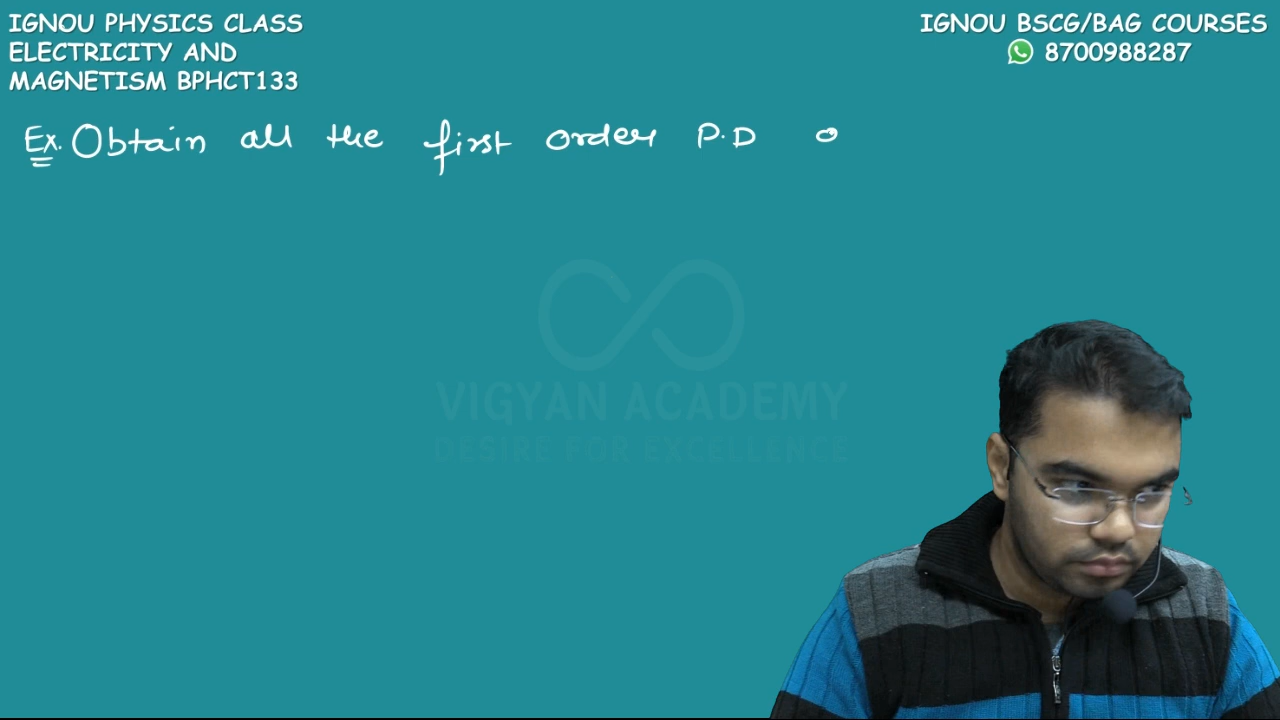 IGNOU PHYSICS CLASS
ELECTRICITY AND
MAGNETISM BPHCT133
IGNOU BSCG/BAG COURSES
8700988287
Ex. Obtain all the first order P.D o
VIGYAN ACADEMY
DESIRE FOR EXCELLENCE